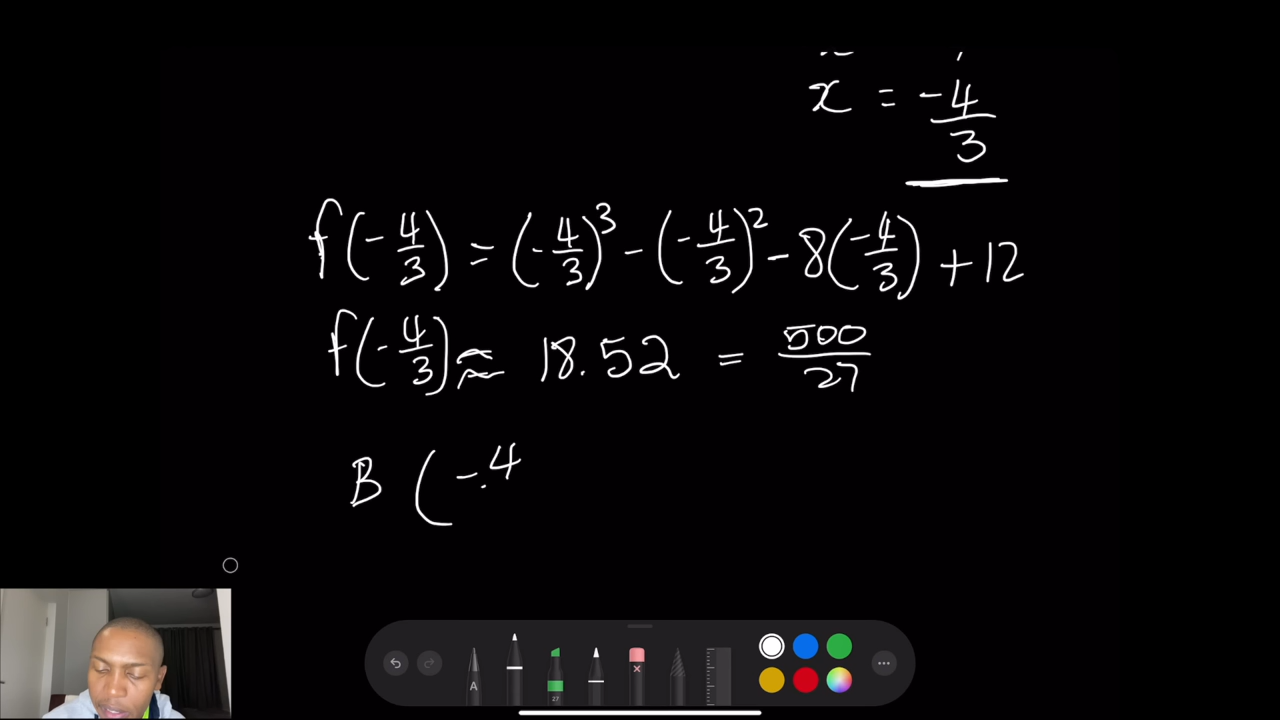 x = -4/3
f(-4/3) = (-4/3)³ - (-4/3)² - 8(-4/3) + 12
f(-4/3) ≈ 18.52 = 500/27
B (-4
A
27